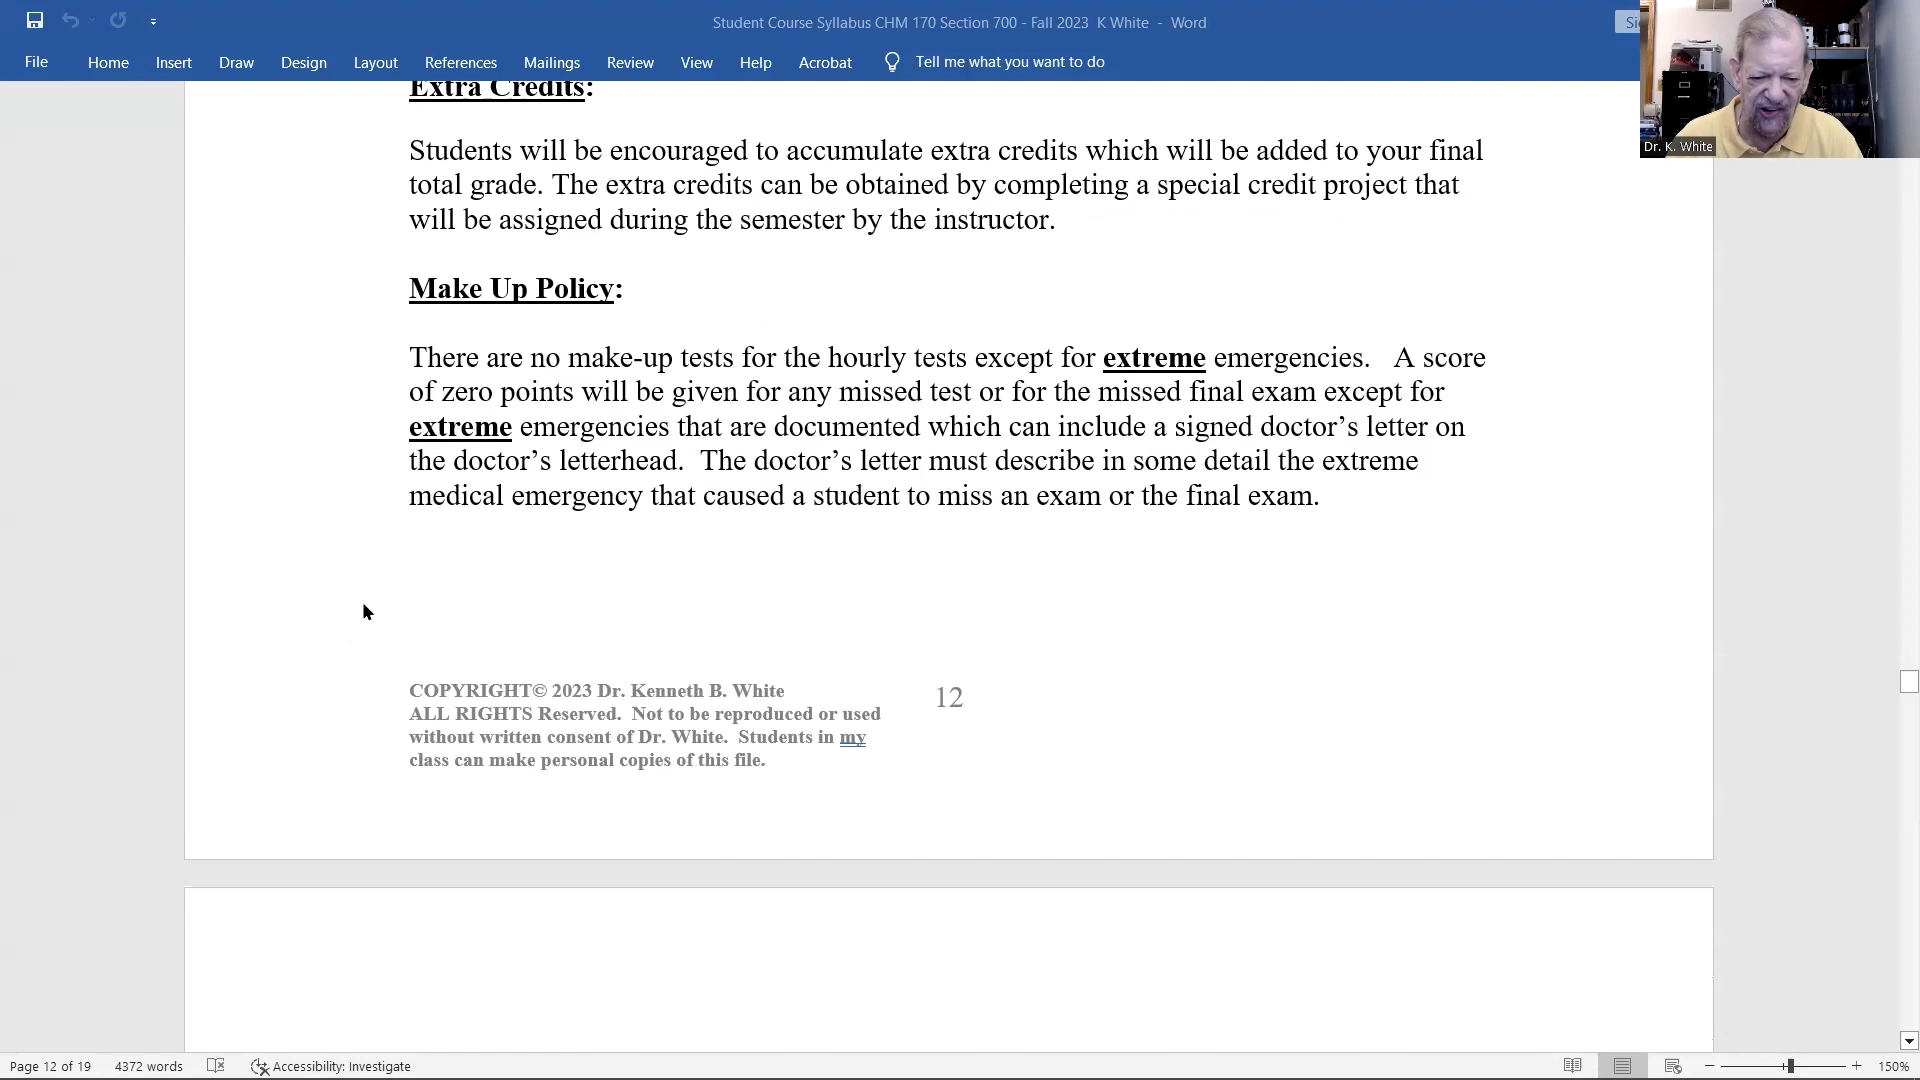 Student Course Syllabus CHM 170 Section 700 - Fall 2023  K White  -  Word
File Home Insert Draw Design Layout References Mailings Review View Help Acrobat Tell me what you want to do
Dr. K. White
Extra Credits:
Students will be encouraged to accumulate extra credits which will be added to your final
total grade. The extra credits can be obtained by completing a special credit project that
will be assigned during the semester by the instructor.
Make Up Policy:
There are no make-up tests for the hourly tests except for extreme emergencies.   A score
of zero points will be given for any missed test or for the missed final exam except for
extreme emergencies that are documented which can include a signed doctor’s letter on
the doctor’s letterhead.  The doctor’s letter must describe in some detail the extreme
medical emergency that caused a student to miss an exam or the final exam.
COPYRIGHT© 2023 Dr. Kenneth B. White
ALL RIGHTS Reserved.  Not to be reproduced or used
without written consent of Dr. White.  Students in my
class can make personal copies of this file.
12
Page 12 of 19 4372 words Accessibility: Investigate 150%